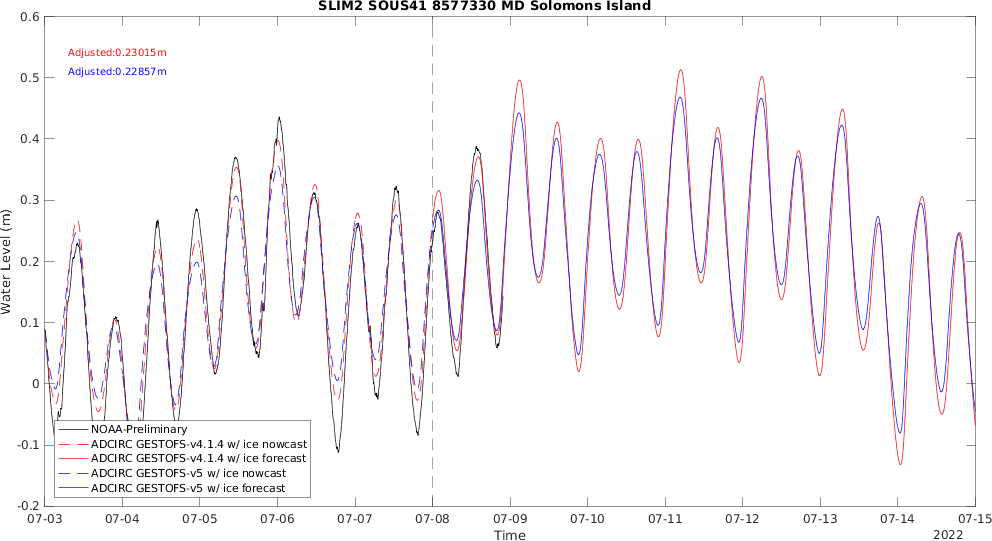 SLIM2 SOUS41 8577330 MD Solomons Island
0.6
0.5
0.4
0.3
0.2
0.1
0
-0.1
-0.2
Water Level (m)
Adjusted:0.23015m
Adjusted:0.22857m
NOAA-Preliminary
ADCIRC GESTOFS-v4.1.4 w/ ice nowcast
ADCIRC GESTOFS-v4.1.4 w/ ice forecast
ADCIRC GESTOFS-v5 w/ ice nowcast
ADCIRC GESTOFS-v5 w/ ice forecast
07-03 07-04 07-05 07-06 07-07 07-08 07-09 07-10 07-11 07-12 07-13 07-14 07-15
Time
2022